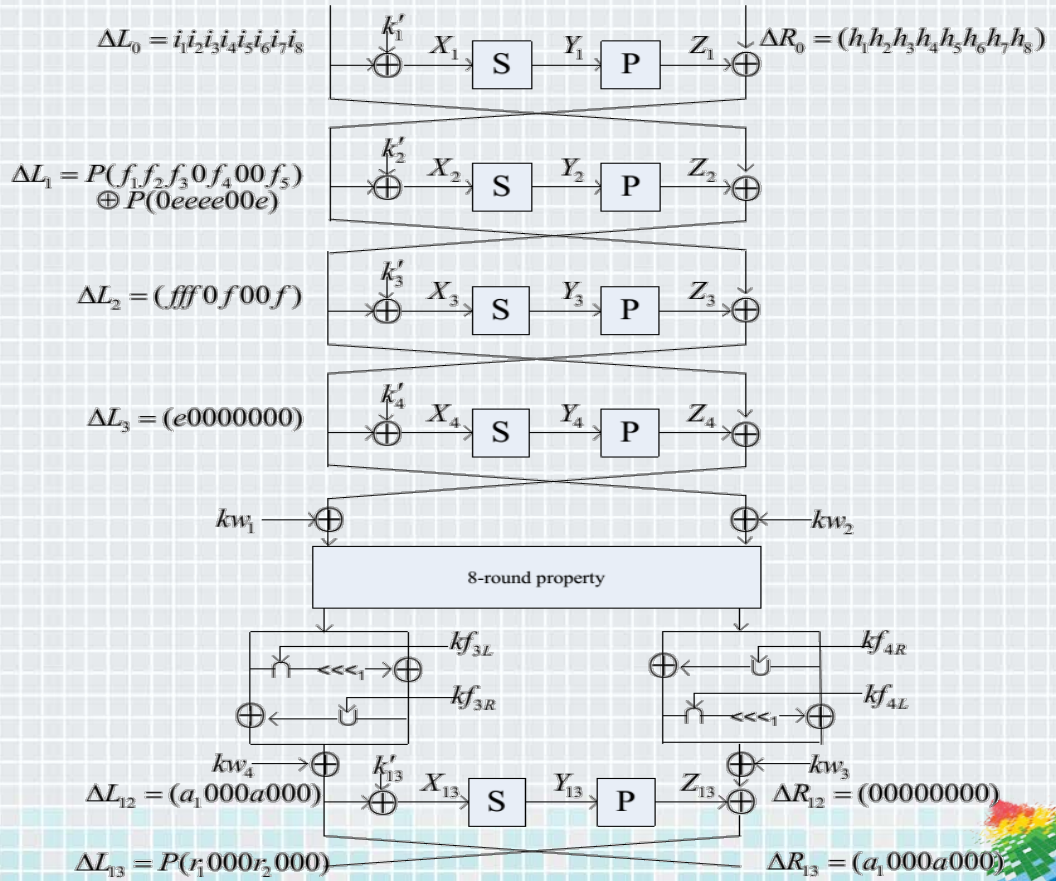 ΔL₀ = i₁i₂i₃i₄i₅i₆i₇i₈
k′₁ X₁ S Y₁ P Z₁
ΔR₀ = (h₁h₂h₃h₄h₅h₆h₇h₈)
ΔL₁ = P(f₁f₂f₃0f₄00f₅)
⊕ P(0eeee00e)
k′₂ X₂ S Y₂ P Z₂
ΔL₂ = (fff0f00f)
k′₃ X₃ S Y₃ P Z₃
ΔL₃ = (e0000000)
k′₄ X₄ S Y₄ P Z₄
kw₁ kw₂
8-round property
kf₃L kf₄R
∩ <<<₁ ∪
kf₃R kf₄L
∪ ∩ <<<₁
kw₄ kw₃
ΔL₁₂ = (a₁000a000)
k′₁₃ X₁₃ S Y₁₃ P Z₁₃
ΔR₁₂ = (00000000)
ΔL₁₃ = P(r₁000r₂000)
ΔR₁₃ = (a₁000a000)